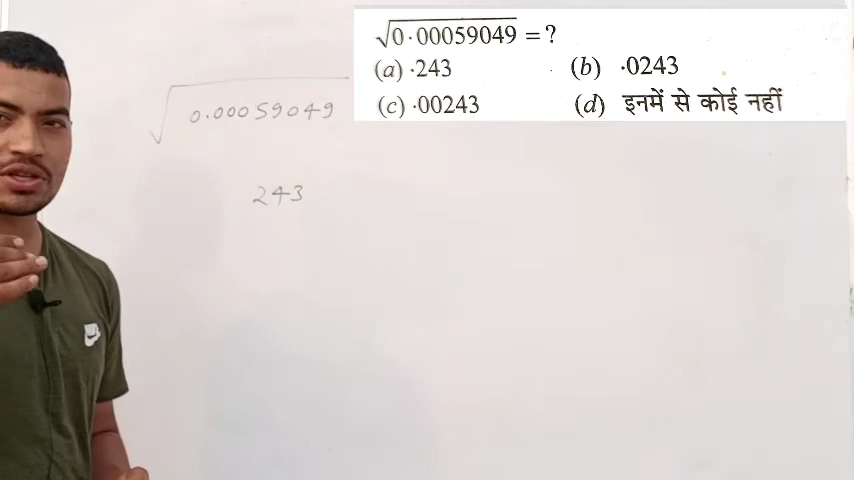 √0·00059049 = ?
(a) ·243 (b) ·0243
(c) ·00243 (d) इनमें से कोई नहीं
√0.00059049
243